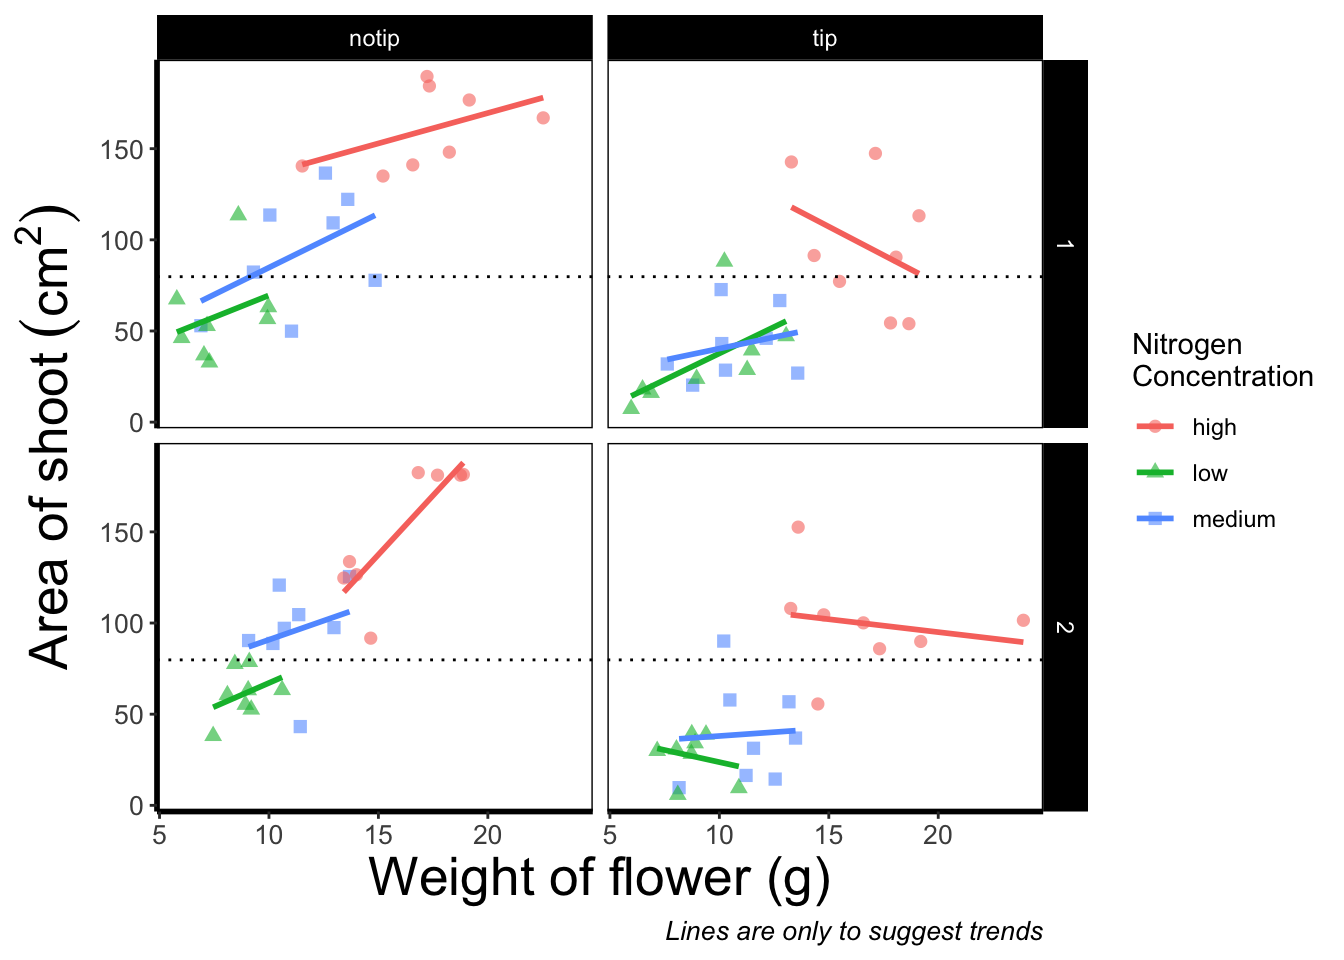 notip
tip
150
100
50
0
1
150
100
50
0
2
5
10
15
20
5
10
15
20
Area of shoot (cm²)
Weight of flower (g)
Lines are only to suggest trends
Nitrogen
Concentration
high
low
medium